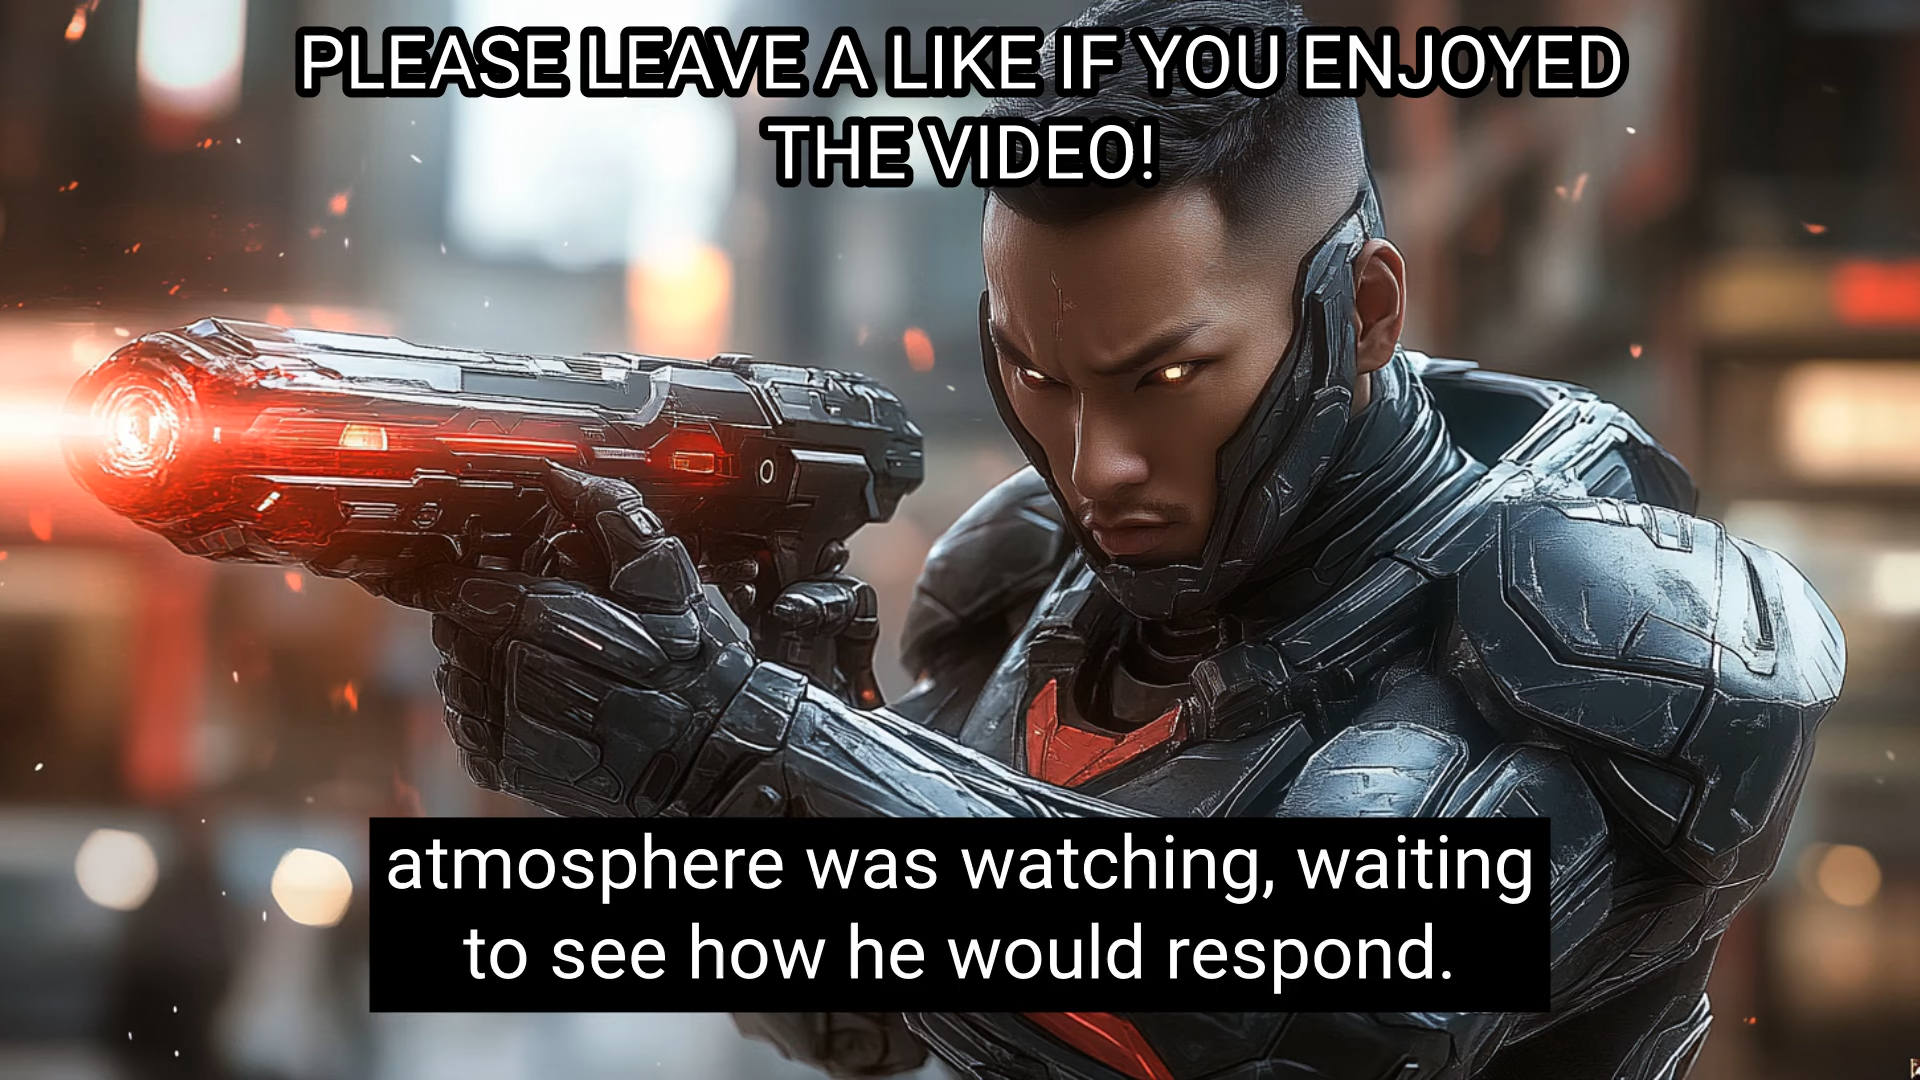 PLEASE LEAVE A LIKE IF YOU ENJOYED
THE VIDEO!
atmosphere was watching, waiting
to see how he would respond.